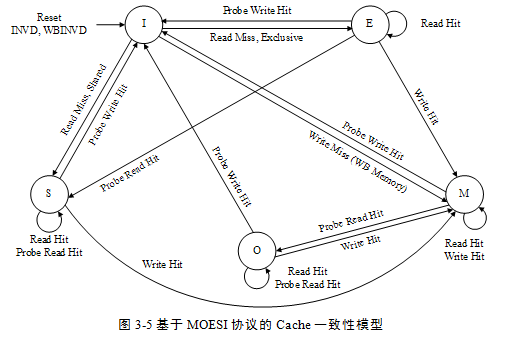 Reset
INVD, WBINVD
I
Probe Write Hit
Read Miss, Exclusive
E
Read Hit
Read Miss, Shared
Probe Write Hit
Probe Read Hit
Probe Write Hit
Probe Write Hit
Write Miss (WB Memory)
Write Hit
S
Read Hit
Probe Read Hit
Write Hit
O
Read Hit
Probe Read Hit
Probe Read Hit
Write Hit
M
Read Hit
Write Hit
图 3-5 基于 MOESI 协议的 Cache 一致性模型